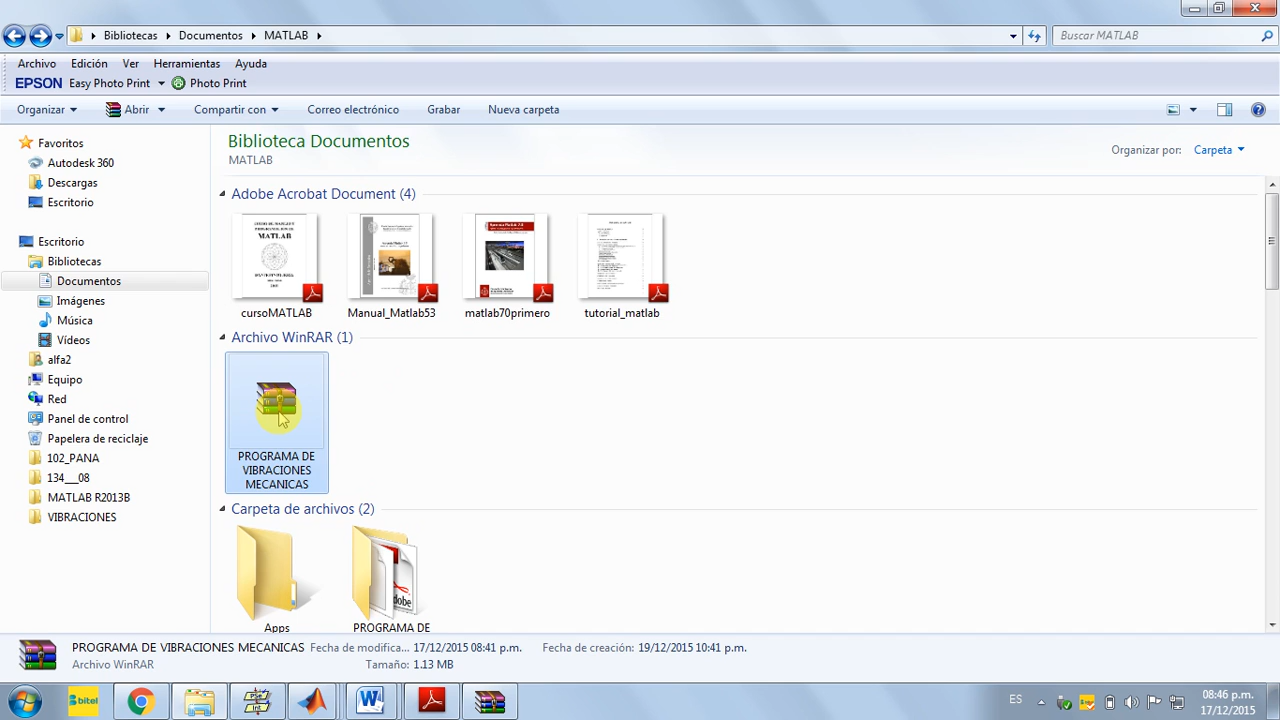 Bibliotecas
Documentos
MATLAB
Buscar MATLAB
Archivo Edición Ver Herramientas Ayuda
EPSON Easy Photo Print Photo Print
Organizar Abrir Compartir con Correo electrónico Grabar Nueva carpeta
Biblioteca Documentos
MATLAB
Organizar por: Carpeta
Favoritos
Autodesk 360
Descargas
Escritorio
Escritorio
Bibliotecas
Documentos
Imágenes
Música
Vídeos
alfa2
Equipo
Red
Panel de control
Papelera de reciclaje
102_PANA
134___08
MATLAB R2013B
VIBRACIONES
Adobe Acrobat Document (4)
MATLAB
cursoMATLAB
Manual_Matlab53
matlab70primero
tutorial_matlab
Archivo WinRAR (1)
PROGRAMA DE
VIBRACIONES
MECANICAS
Carpeta de archivos (2)
Adobe
Apps
PROGRAMA DE
PROGRAMA DE VIBRACIONES MECANICA Fecha de modifica... 17/12/2015 Fecha de creación: 19/12/2015 10:41 p.m.
Archivo WinRAR Tamaño: 1.13 MB
bitel
ES
08:46 p.m.
17/12/2015